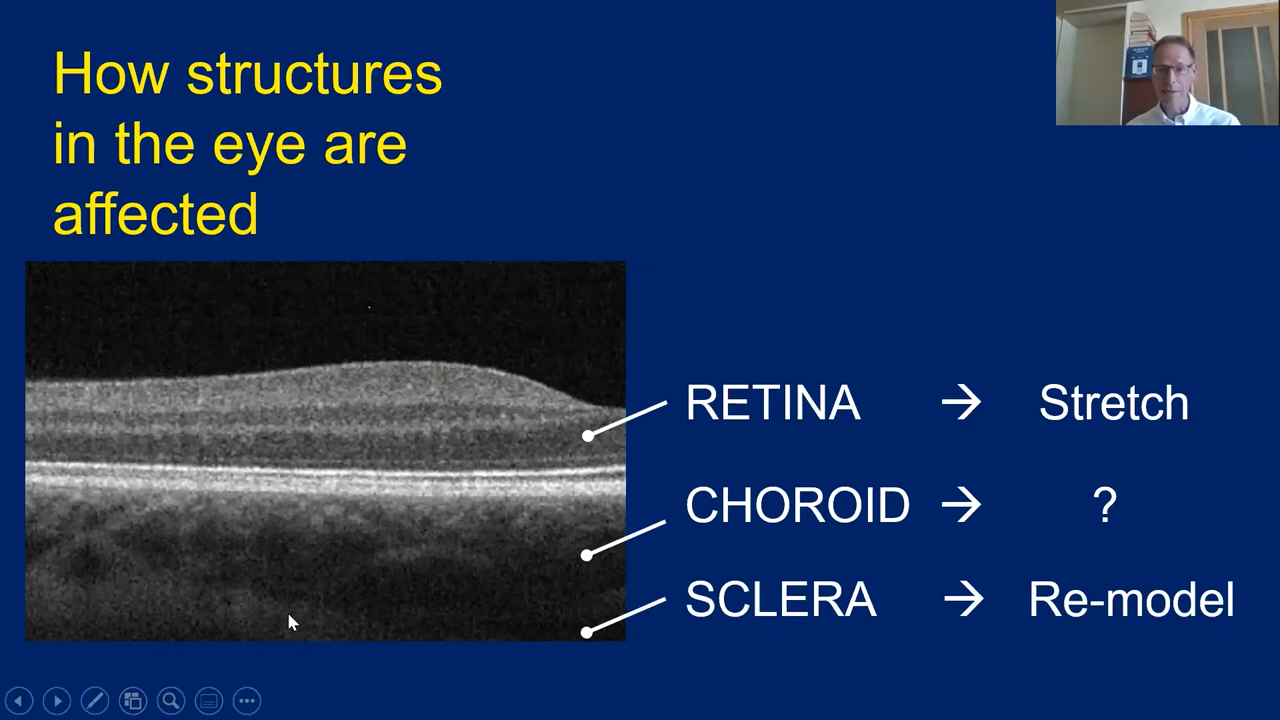 How structures
in the eye are
affected
RETINA → Stretch
CHOROID → ?
SCLERA → Re-model